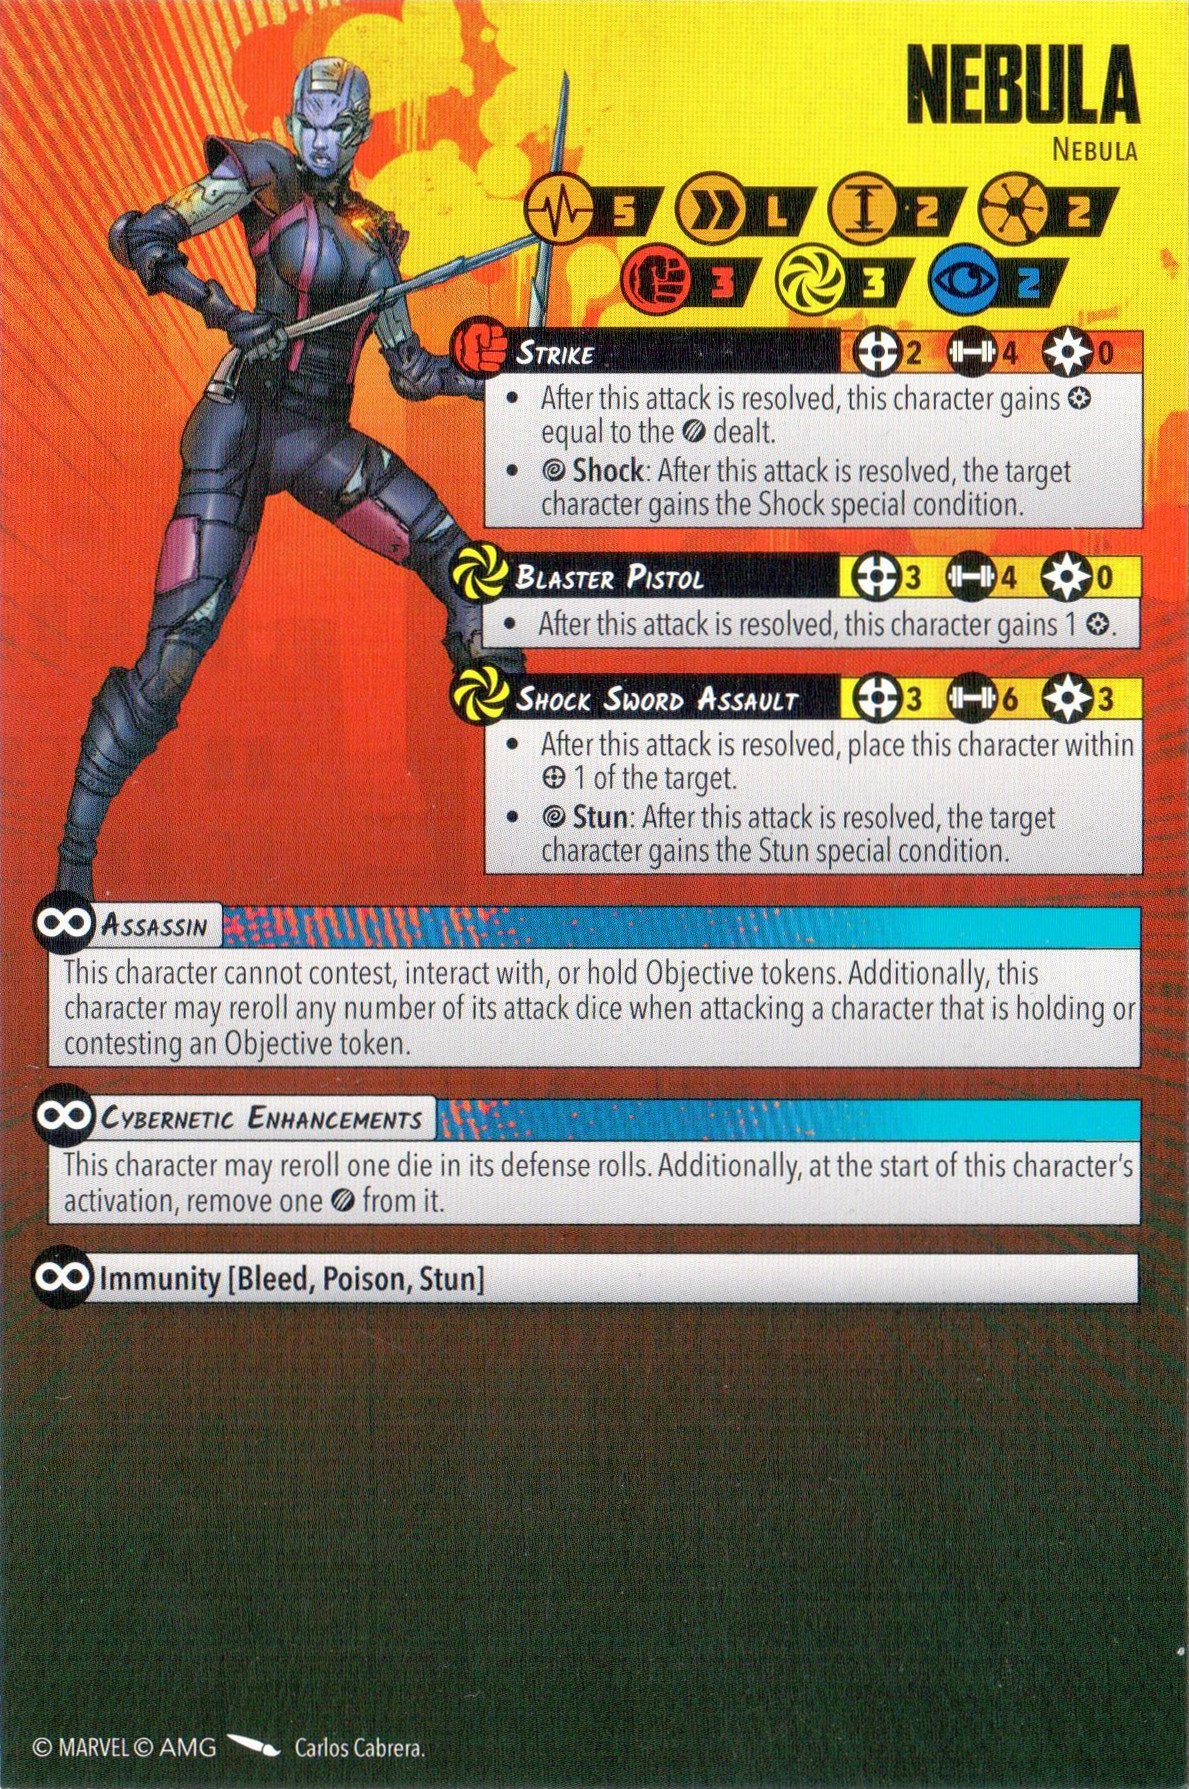 NEBULA
NEBULA
5 L 2 2
3 3 2
STRIKE 2 4 0
• After this attack is resolved, this character gains
equal to the dealt.
• Shock: After this attack is resolved, the target
character gains the Shock special condition.
BLASTER PISTOL 3 4 0
• After this attack is resolved, this character gains 1 .
SHOCK SWORD ASSAULT 3 6 3
• After this attack is resolved, place this character within
1 of the target.
• Stun: After this attack is resolved, the target
character gains the Stun special condition.
ASSASSIN
This character cannot contest, interact with, or hold Objective tokens. Additionally, this
character may reroll any number of its attack dice when attacking a character that is holding or
contesting an Objective token.
CYBERNETIC ENHANCEMENTS
This character may reroll one die in its defense rolls. Additionally, at the start of this character's
activation, remove one from it.
Immunity [Bleed, Poison, Stun]
© MARVEL © AMG Carlos Cabrera.